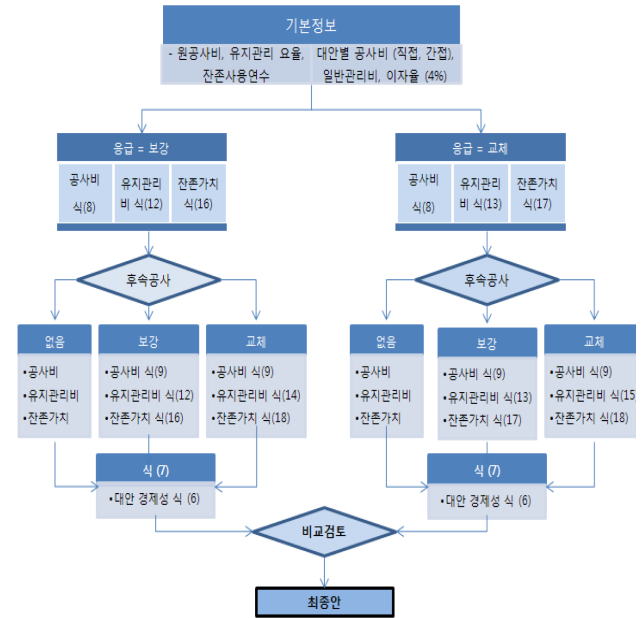 기본정보
- 원공사비, 유지관리 요율,
잔존사용연수
대안별 공사비 (직접, 간접),
일반관리비, 이자율 (4%)
응급 = 보강
공사비
식(8)
유지관리
비 식(12)
잔존가치
식(16)
응급 = 교체
공사비
식(8)
유지관리
비 식(13)
잔존가치
식(17)
후속공사
후속공사
없음
•공사비
•유지관리비
•잔존가치
보강
•공사비 식(9)
•유지관리비 식(12)
•잔존가치 식(16)
교체
•공사비 식(9)
•유지관리비 식(14)
•잔존가치 식(18)
없음
•공사비
•유지관리비
•잔존가치
보강
•공사비 식(9)
•유지관리비 식(13)
•잔존가치 식(17)
교체
•공사비 식(9)
•유지관리비 식(15)
•잔존가치 식(18)
식 (7)
•대안 경제성 식 (6)
식 (7)
•대안 경제성 식 (6)
비교검토
최종안